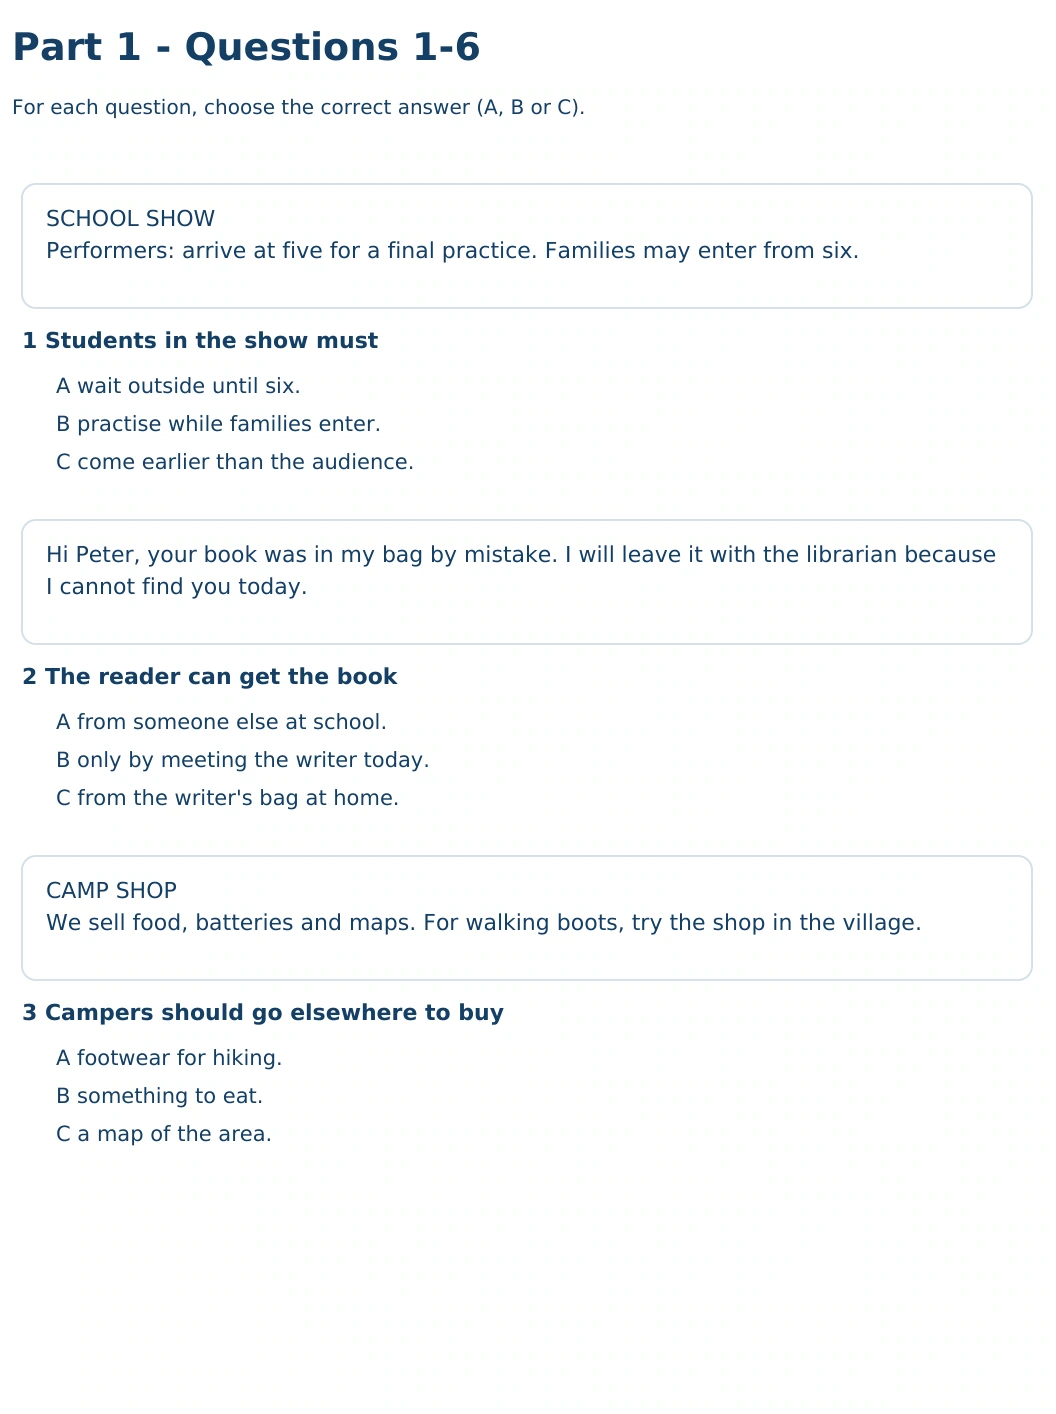 Part 1 - Questions 1-6
For each question, choose the correct answer (A, B or C).
SCHOOL SHOW
Performers: arrive at five for a final practice. Families may enter from six.
1 Students in the show must
A wait outside until six.
B practise while families enter.
C come earlier than the audience.
Hi Peter, your book was in my bag by mistake. I will leave it with the librarian because
I cannot find you today.
2 The reader can get the book
A from someone else at school.
B only by meeting the writer today.
C from the writer's bag at home.
CAMP SHOP
We sell food, batteries and maps. For walking boots, try the shop in the village.
3 Campers should go elsewhere to buy
A footwear for hiking.
B something to eat.
C a map of the area.